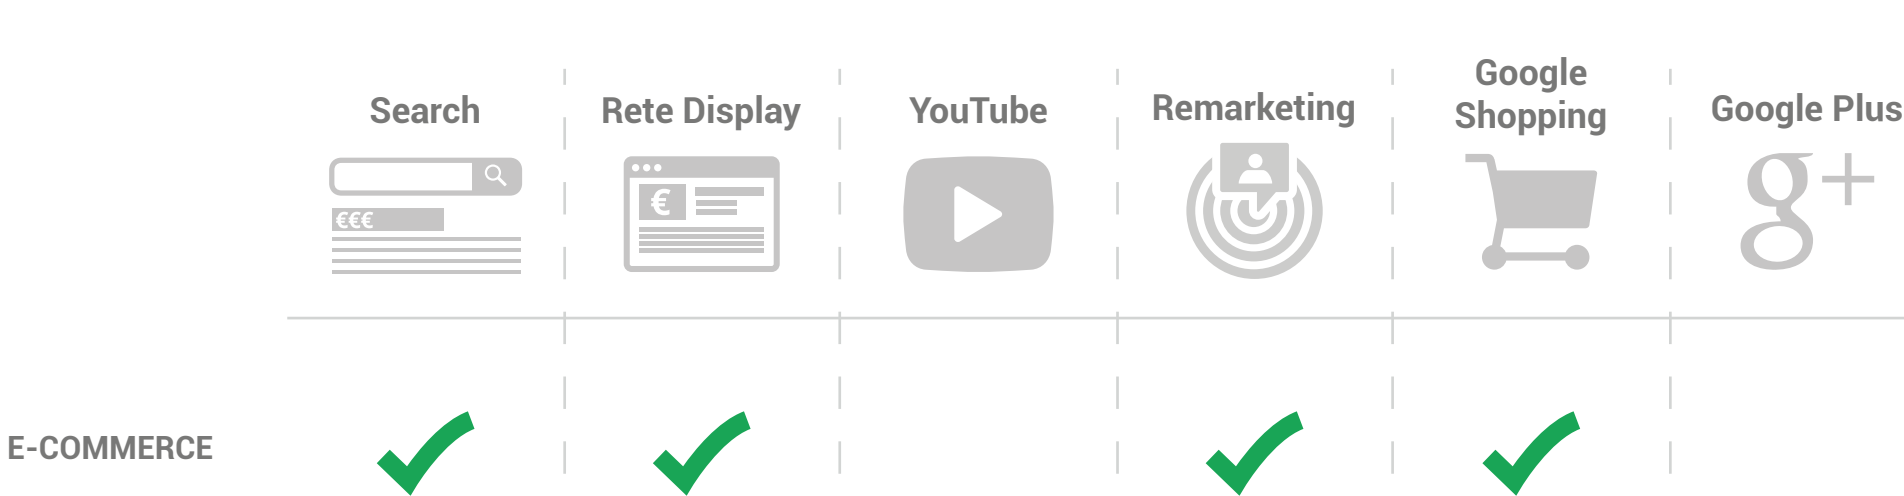 Search
Rete Display
YouTube
Remarketing
Google
Shopping
Google Plus
€€€
€
g+
E-COMMERCE